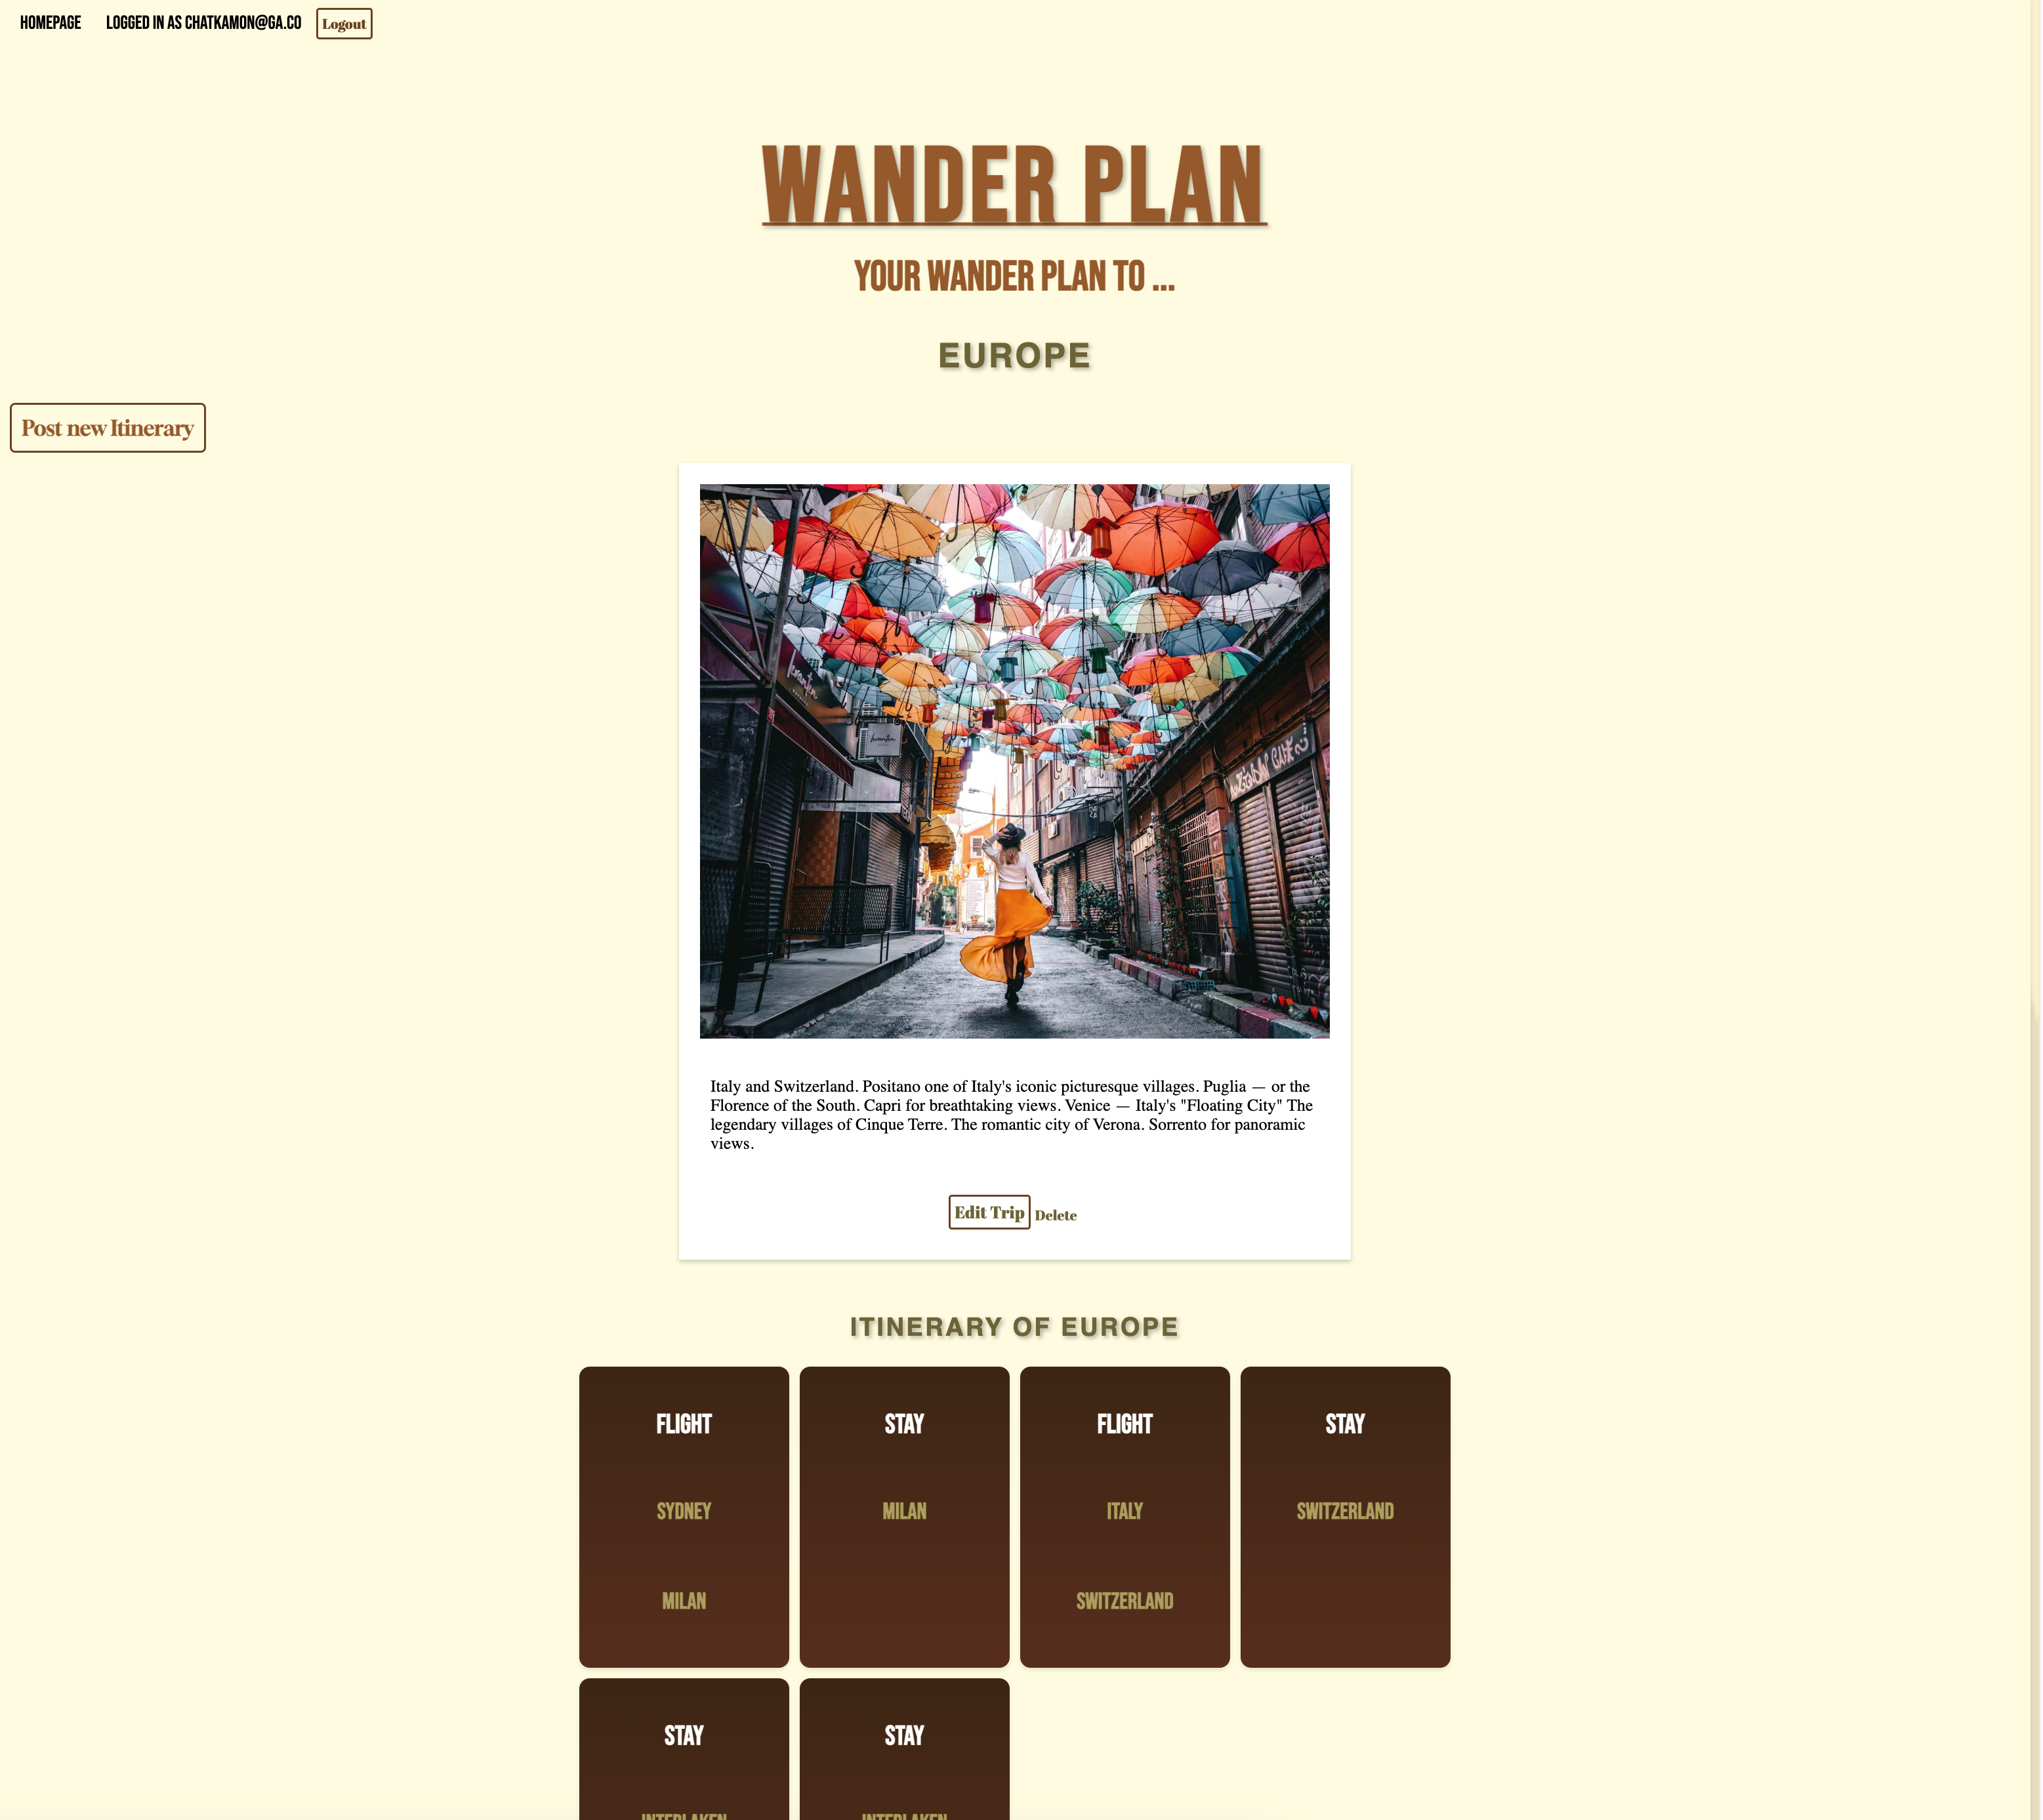 HOMEPAGE LOGGED IN AS CHATKAMON@GA.CO Logout
WANDER PLAN
YOUR WANDER PLAN TO ...
EUROPE
Post new Itinerary
Italy and Switzerland. Positano one of Italy's iconic picturesque villages. Puglia — or the
Florence of the South. Capri for breathtaking views. Venice — Italy's "Floating City" The
legendary villages of Cinque Terre. The romantic city of Verona. Sorrento for panoramic
views.
Edit Trip Delete
ITINERARY OF EUROPE
FLIGHT
SYDNEY
MILAN
STAY
MILAN
FLIGHT
ITALY
SWITZERLAND
STAY
SWITZERLAND
STAY
INTERLAKEN
STAY
INTERLAKEN